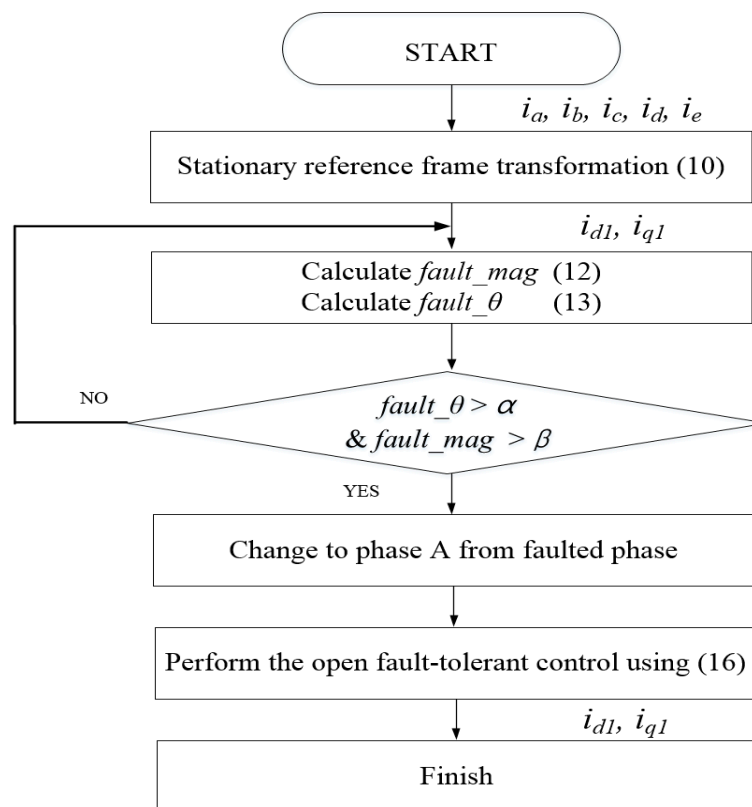 START
i_a, i_b, i_c, i_d, i_e
Stationary reference frame transformation (10)
i_d1, i_q1
Calculate fault_mag (12)
Calculate fault_θ (13)
NO
fault_θ > α
& fault_mag > β
YES
Change to phase A from faulted phase
Perform the open fault-tolerant control using (16)
i_d1, i_q1
Finish